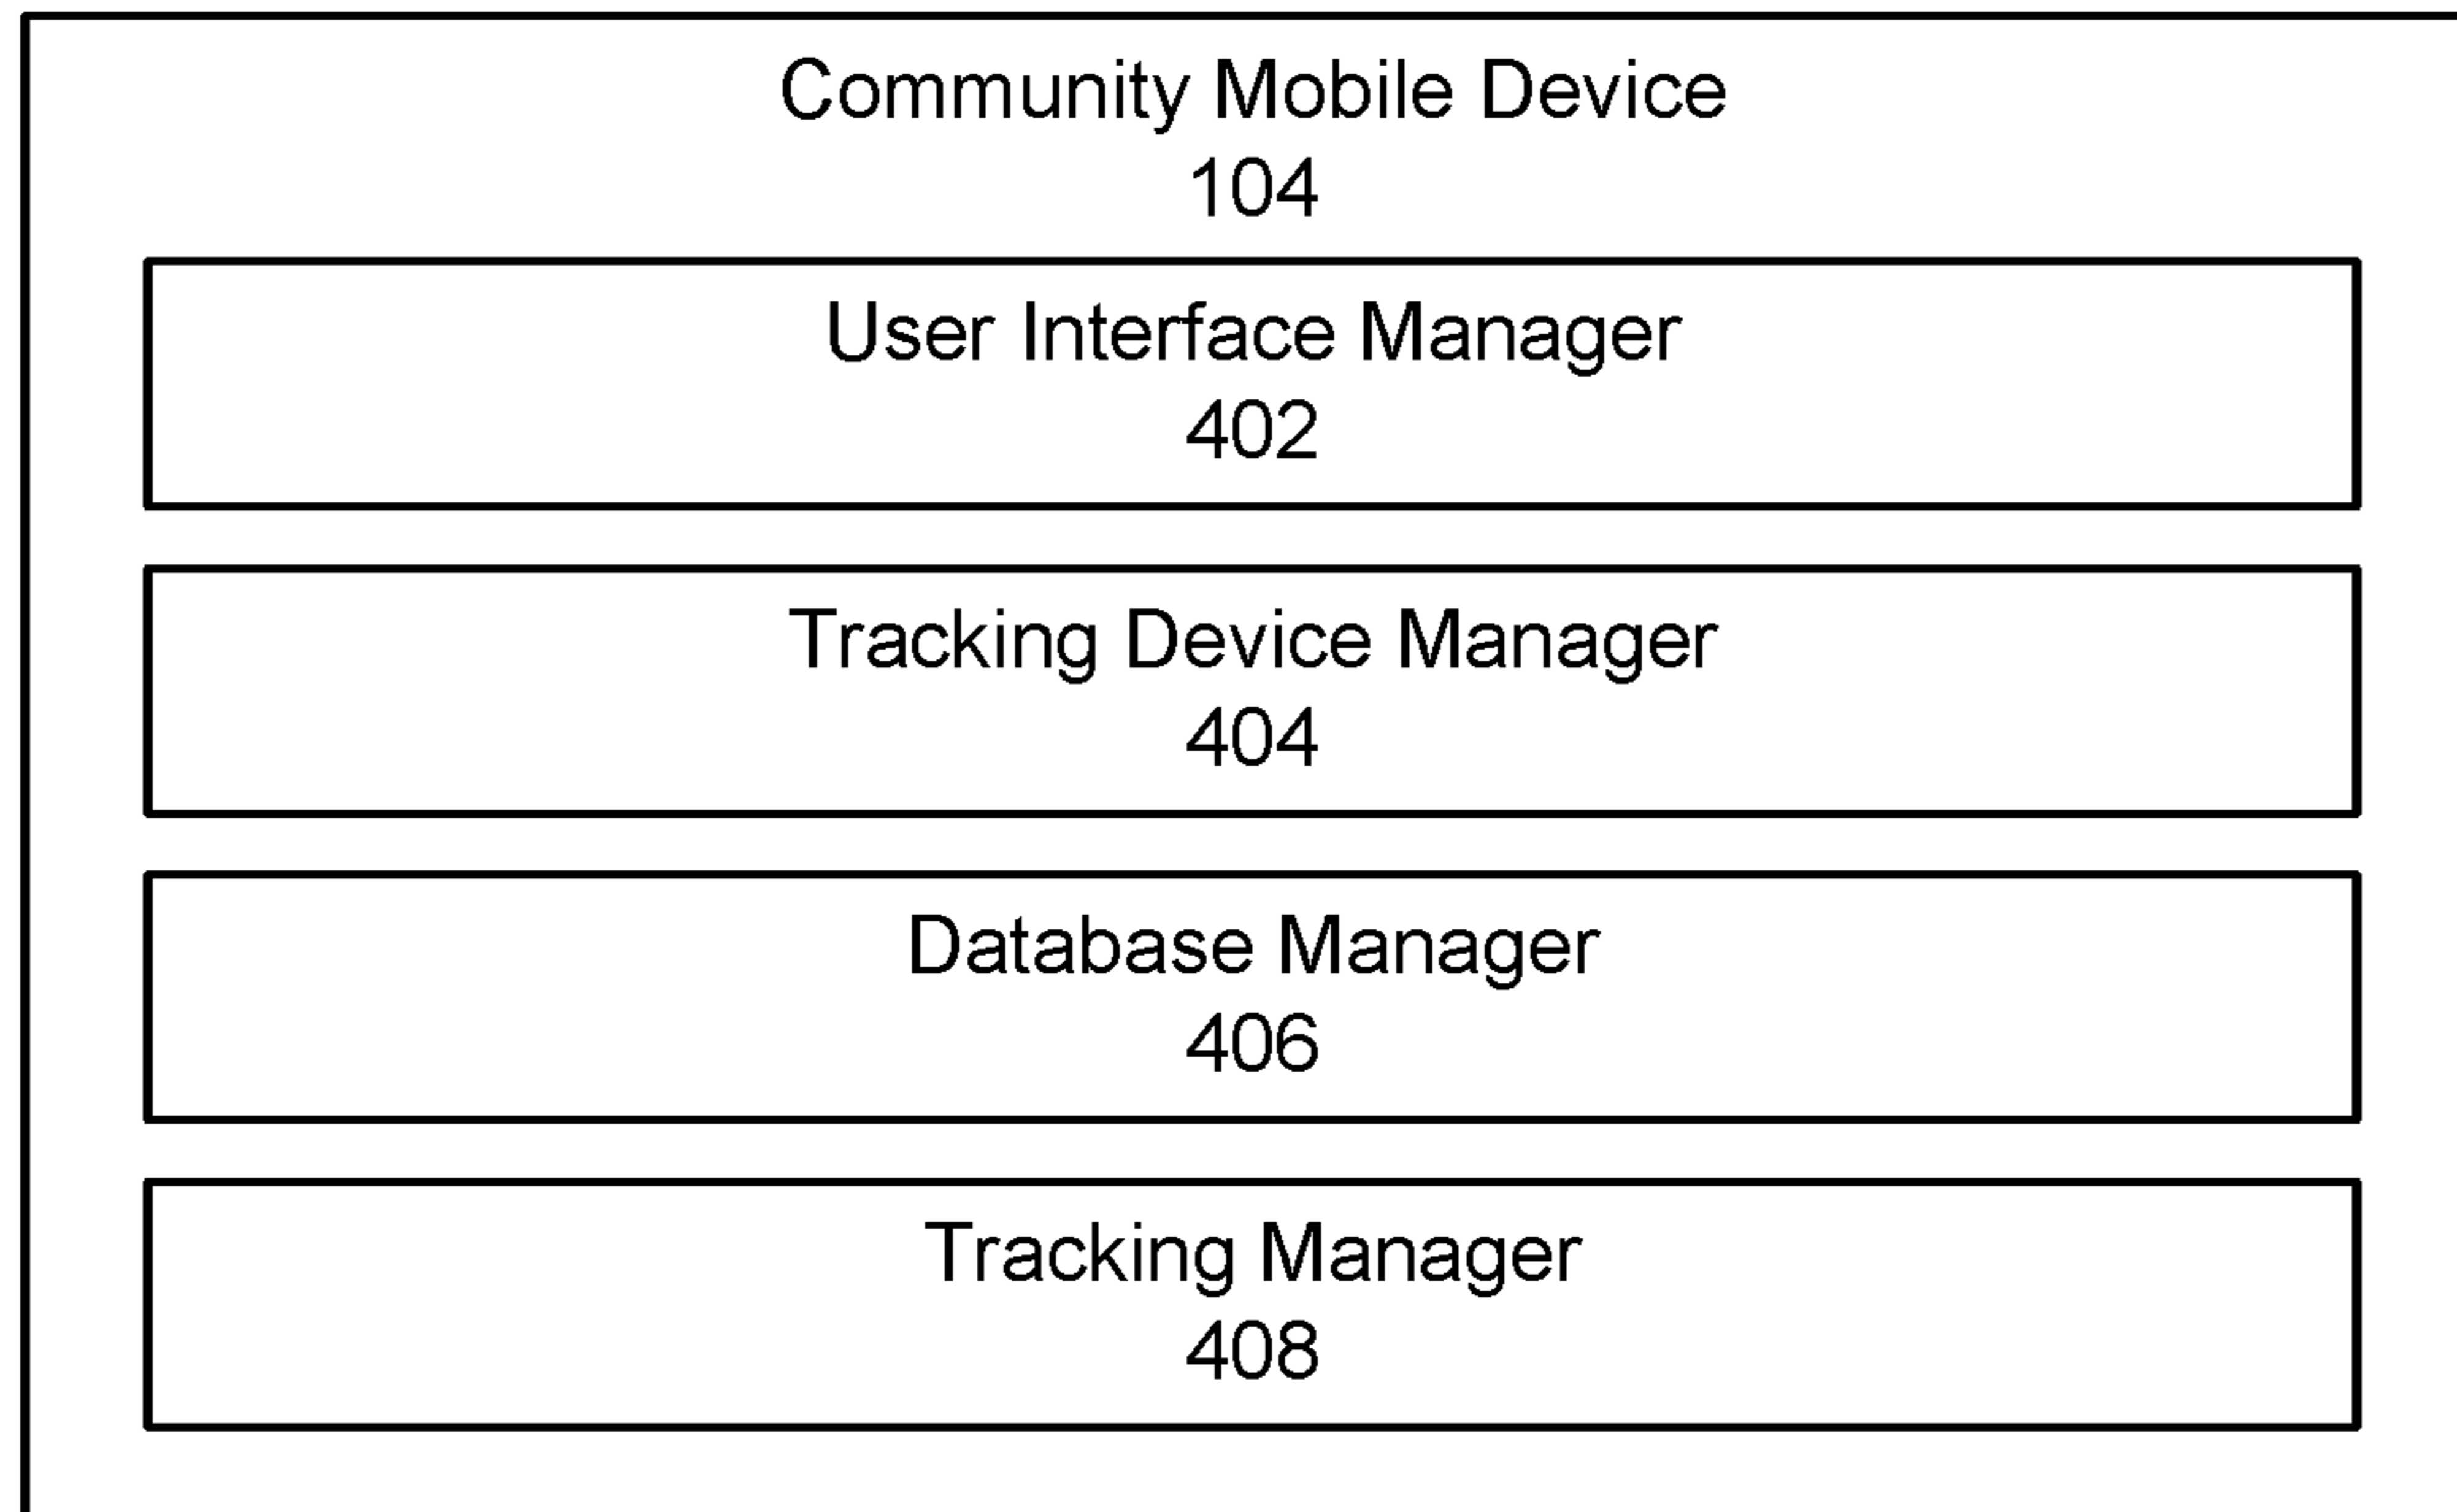 Community Mobile Device
104
User Interface Manager
402
Tracking Device Manager
404
Database Manager
406
Tracking Manager
408